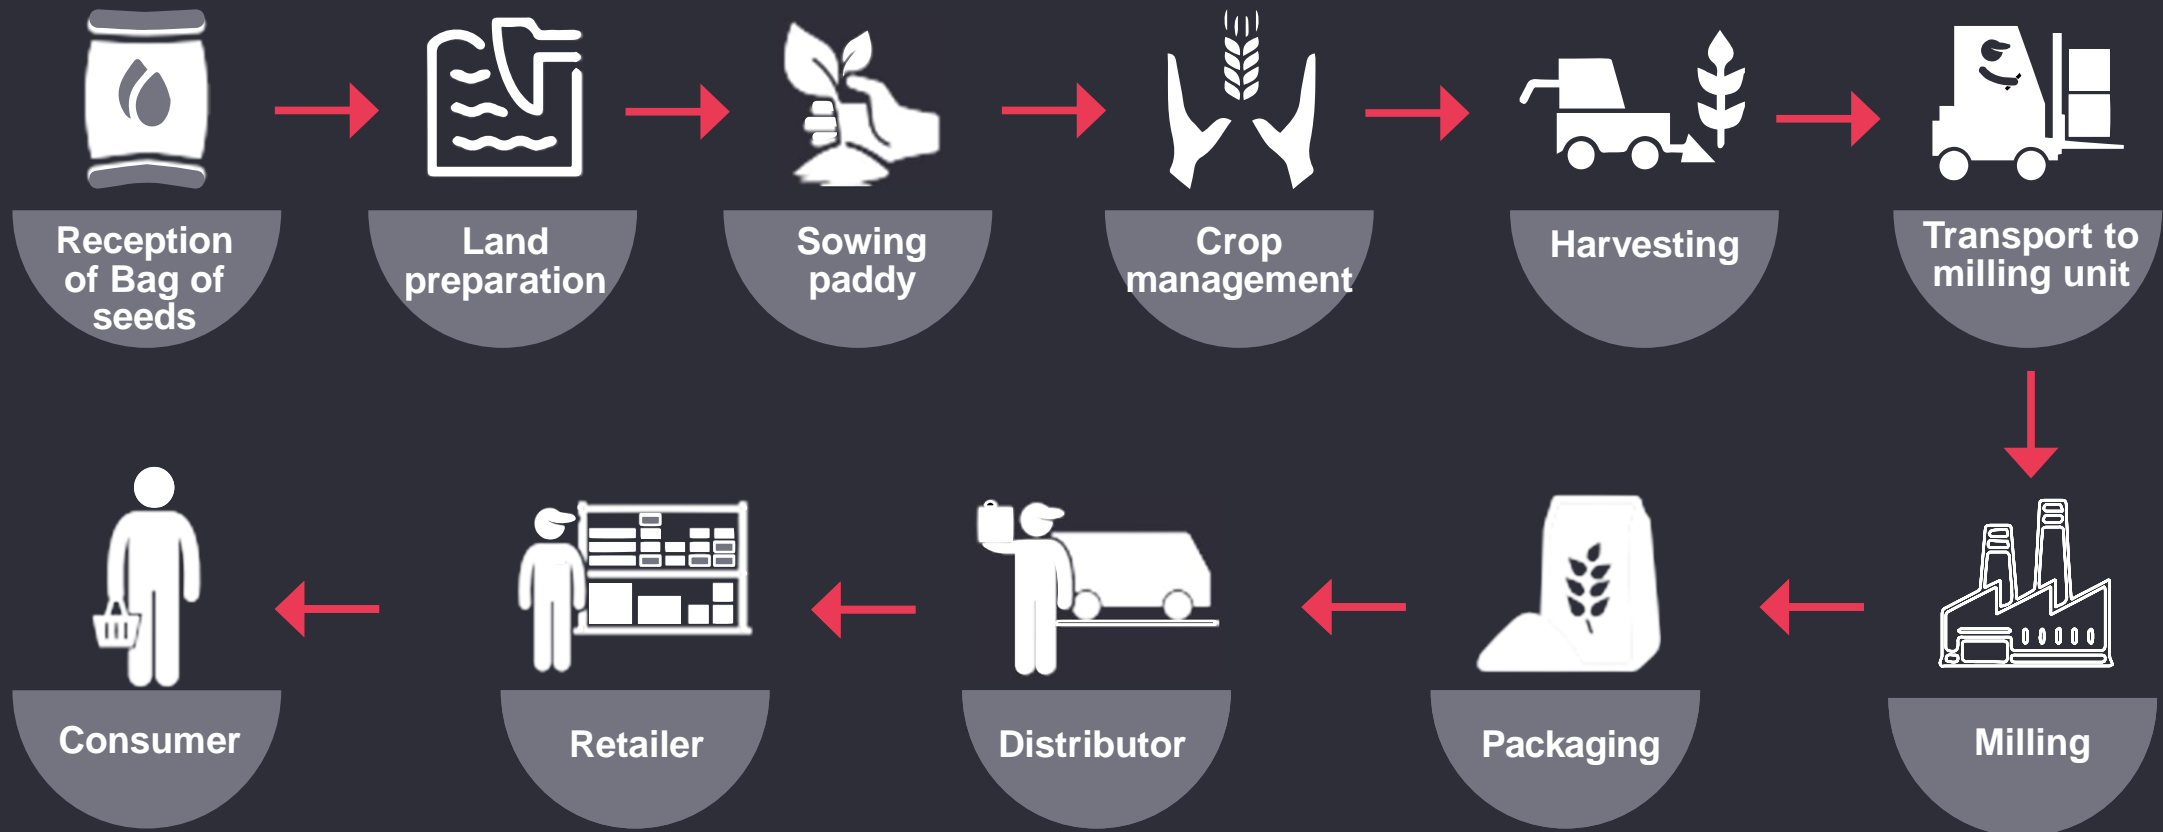 Reception
of Bag of
seeds
Land
preparation
Sowing
paddy
Crop
management
Harvesting
Transport to
milling unit
Consumer
Retailer
Distributor
Packaging
Milling